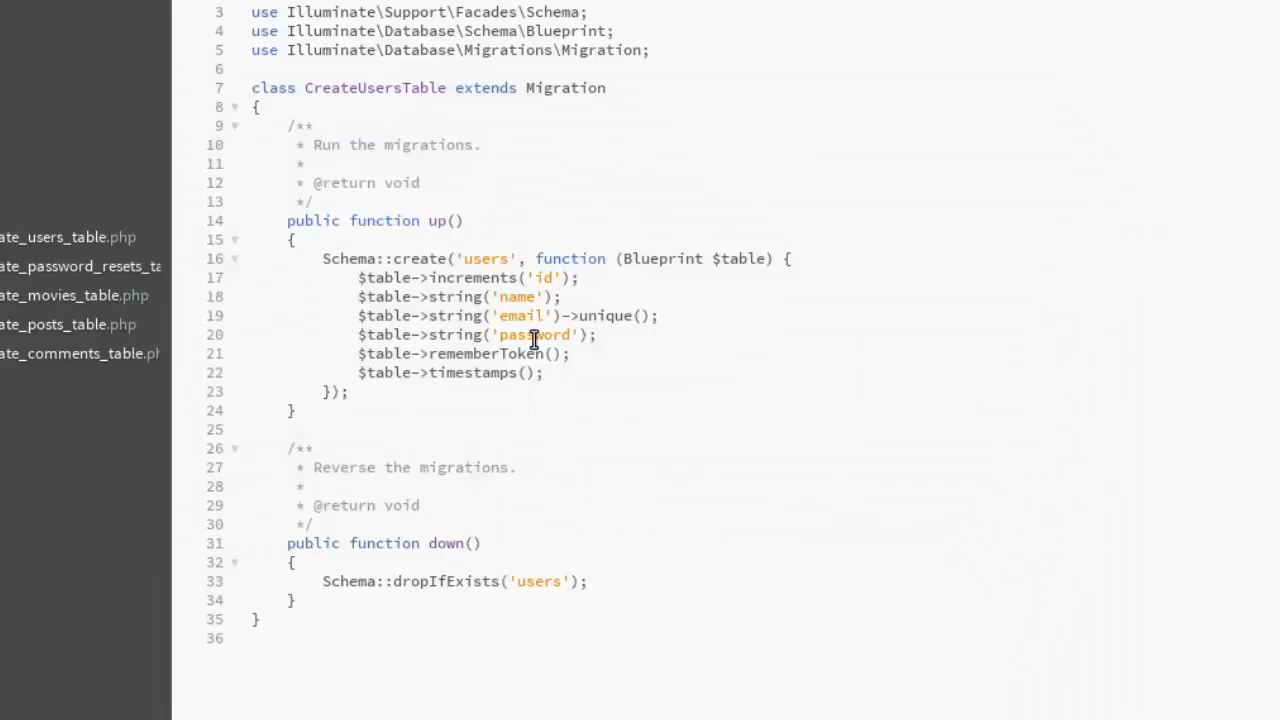 3 use Illuminate\Support\Facades\Schema;
4 use Illuminate\Database\Schema\Blueprint;
5 use Illuminate\Database\Migrations\Migration;
6
7 class CreateUsersTable extends Migration
8 {
9 /**
10 * Run the migrations.
11 *
12 * @return void
13 */
14 public function up()
15 {
16 Schema::create('users', function (Blueprint $table) {
17 $table->increments('id');
18 $table->string('name');
19 $table->string('email')->unique();
20 $table->string('password');
21 $table->rememberToken();
22 $table->timestamps();
23 });
24 }
25
26 /**
27 * Reverse the migrations.
28 *
29 * @return void
30 */
31 public function down()
32 {
33 Schema::dropIfExists('users');
34 }
35 }
36
ate_users_table.php
ate_password_resets_ta
ate_movies_table.php
ate_posts_table.php
ate_comments_table.ph